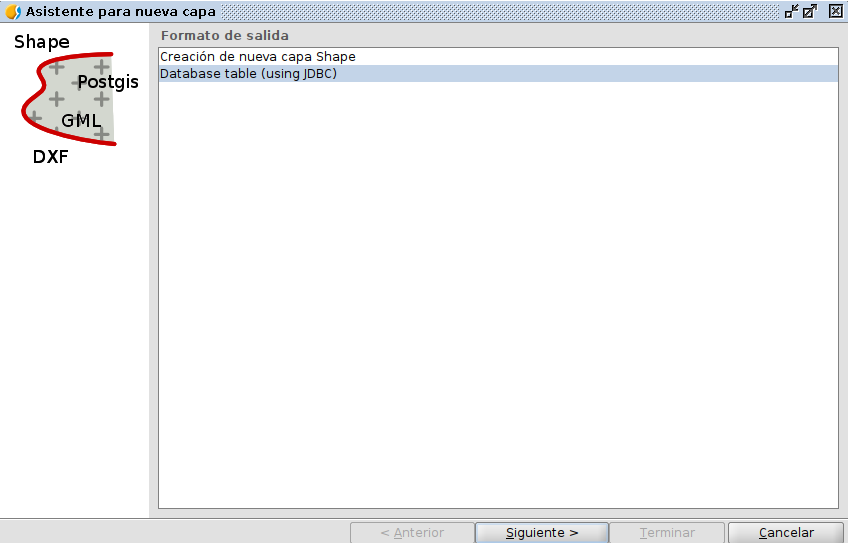 Asistente para nueva capa
Shape
Postgis
GML
DXF
Formato de salida
Creación de nueva capa Shape
Database table (using JDBC)
< Anterior
Siguiente >
Terminar
Cancelar